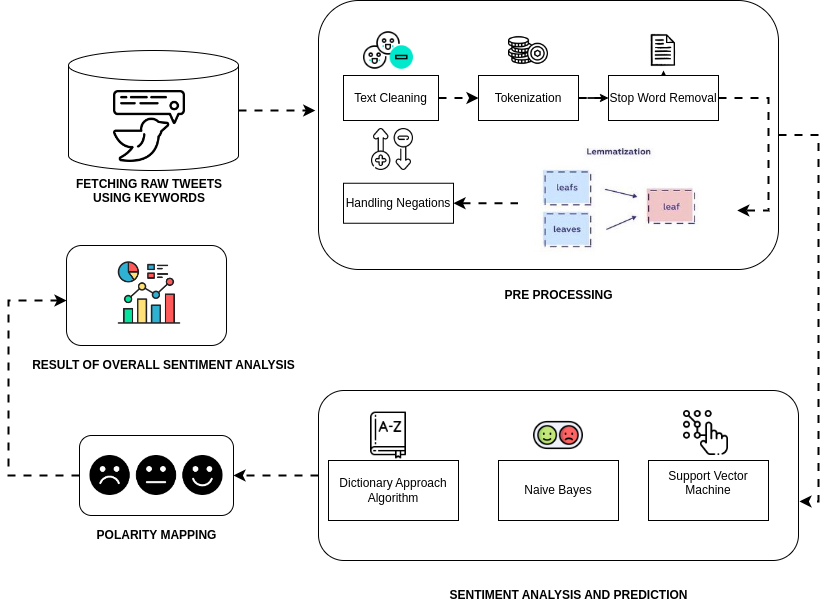 Text Cleaning
Tokenization
Stop Word Removal
FETCHING RAW TWEETS
USING KEYWORDS
Lemmatization
leafs
leaves
leaf
Handling Negations
PRE PROCESSING
RESULT OF OVERALL SENTIMENT ANALYSIS
A-Z
Dictionary Approach
Algorithm
Naive Bayes
Support Vector
Machine
POLARITY MAPPING
SENTIMENT ANALYSIS AND PREDICTION